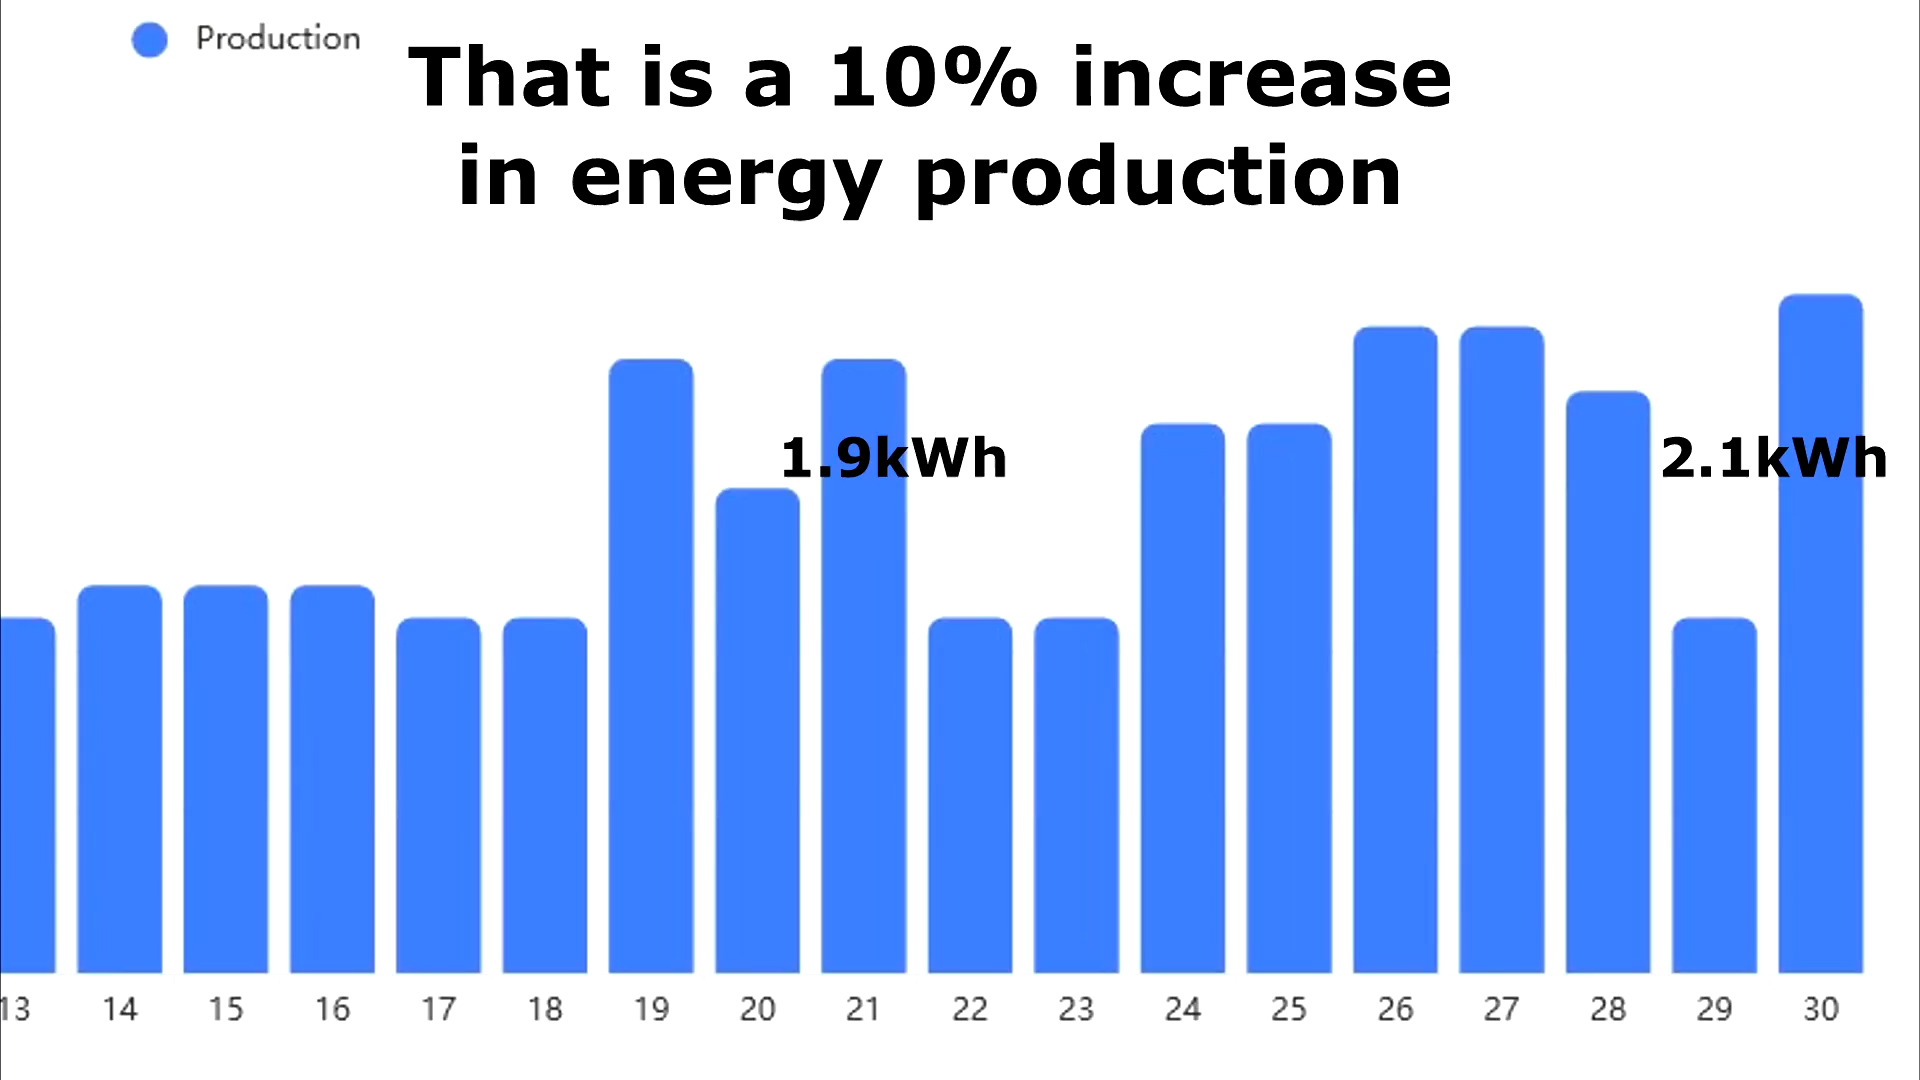 Production
That is a 10% increase
in energy production
1.9kWh
2.1kWh
13 14 15 16 17 18 19 20 21 22 23 24 25 26 27 28 29 30